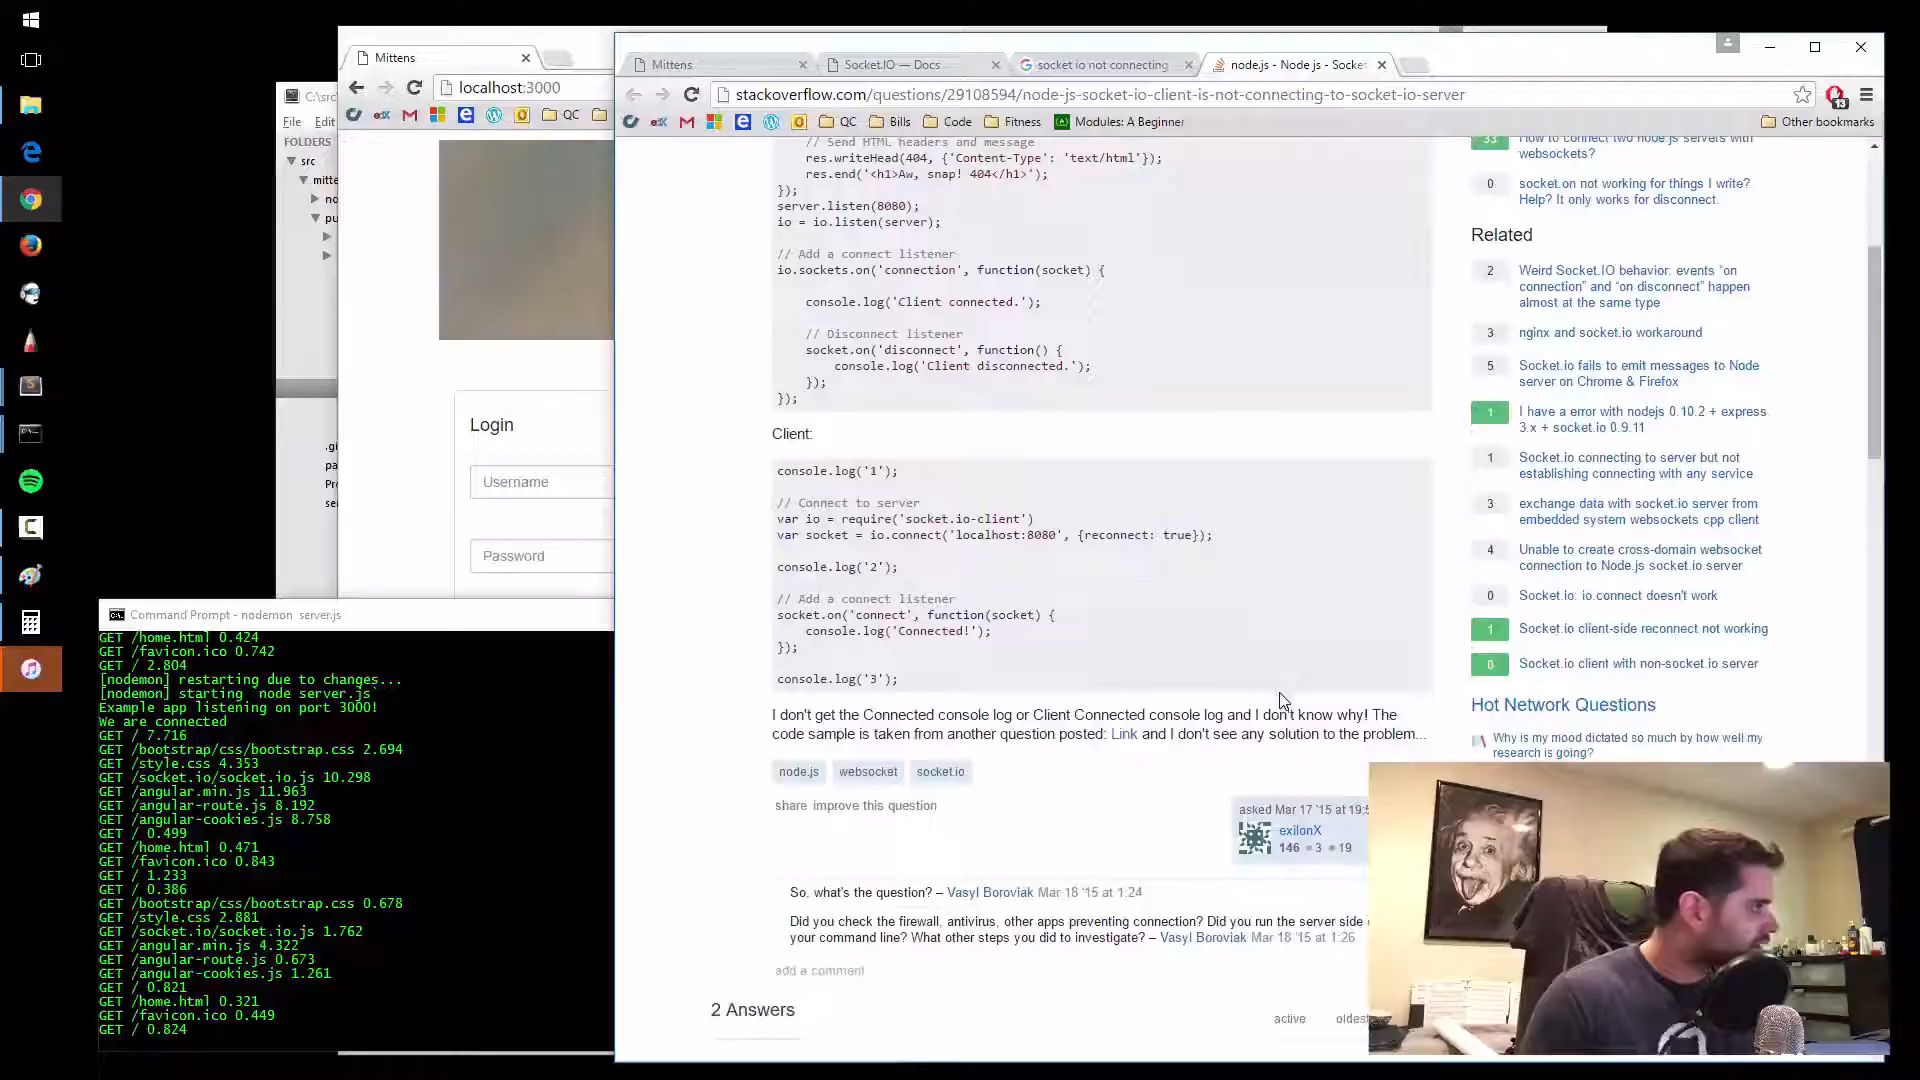 Mittens
localhost:3000
QC
C:\src
File
Edit
FOLDERS
src
Login
Username
Password
Mittens
Socket.IO — Docs
socket io not connecting
node.js - Node js - Socket
stackoverflow.com/questions/29108594/node-js-socket-io-client-is-not-connecting-to-socket-io-server
13
QC
Bills
Code
Fitness
Modules: A Beginner
Other bookmarks
// Send HTML headers and message
res.writeHead(404, {'Content-Type': 'text/html'});
res.end('<h1>Aw, snap! 404</h1>');
});
server.listen(8080);
io = io.listen(server);
// Add a connect listener
io.sockets.on('connection', function(socket) {
console.log('Client connected.');
// Disconnect listener
socket.on('disconnect', function() {
console.log('Client disconnected.');
});
});
Client:
console.log('1');
// Connect to server
var io = require('socket.io-client')
var socket = io.connect('localhost:8080', {reconnect: true});
console.log('2');
// Add a connect listener
socket.on('connect', function(socket) {
console.log('Connected!');
});
console.log('3');
I don't get the Connected console log or Client Connected console log and I don't know why! The
code sample is taken from another question posted: Link and I don't see any solution to the problem...
node.js
websocket
socket.io
share improve this question
asked Mar 17 '15 at 19:5
exilonX
146 3 19
So, what's the question? – Vasyl Boroviak Mar 18 '15 at 1:24
Did you check the firewall, antivirus, other apps preventing connection? Did you run the server side
your command line? What other steps you did to investigate? – Vasyl Boroviak Mar 18 '15 at 1:26
add a comment
2 Answers
active
oldest
How to connect two node.js servers with
websockets?
0
socket.on not working for things I write?
Help? It only works for disconnect.
Related
2
Weird Socket.IO behavior: events "on
connection" and "on disconnect" happen
almost at the same type
3
nginx and socket.io workaround
5
Socket.io fails to emit messages to Node
server on Chrome & Firefox
1
I have a error with nodejs 0.10.2 + express
3.x + socket.io 0.9.11
1
Socket.io connecting to server but not
establishing connecting with any service
3
exchange data with socket.io server from
embedded system websockets cpp client
4
Unable to create cross-domain websocket
connection to Node.js socket.io server
0
Socket.io: io.connect doesn't work
1
Socket.io client-side reconnect not working
0
Socket.io client with non-socket.io server
Hot Network Questions
Why is my mood dictated so much by how well my
research is going?
Command Prompt - nodemon server.js
GET /home.html 0.424
GET /favicon.ico 0.742
GET / 2.804
[nodemon] restarting due to changes...
[nodemon] starting `node server.js`
Example app listening on port 3000!
We are connected
GET / 7.716
GET /bootstrap/css/bootstrap.css 2.694
GET /style.css 4.353
GET /socket.io/socket.io.js 10.298
GET /angular.min.js 11.963
GET /angular-route.js 8.192
GET /angular-cookies.js 8.758
GET / 0.499
GET /home.html 0.471
GET /favicon.ico 0.843
GET / 1.233
GET / 0.386
GET /bootstrap/css/bootstrap.css 0.678
GET /style.css 2.881
GET /socket.io/socket.io.js 1.762
GET /angular.min.js 4.322
GET /angular-route.js 0.673
GET /angular-cookies.js 1.261
GET / 0.821
GET /home.html 0.321
GET /favicon.ico 0.449
GET / 0.824